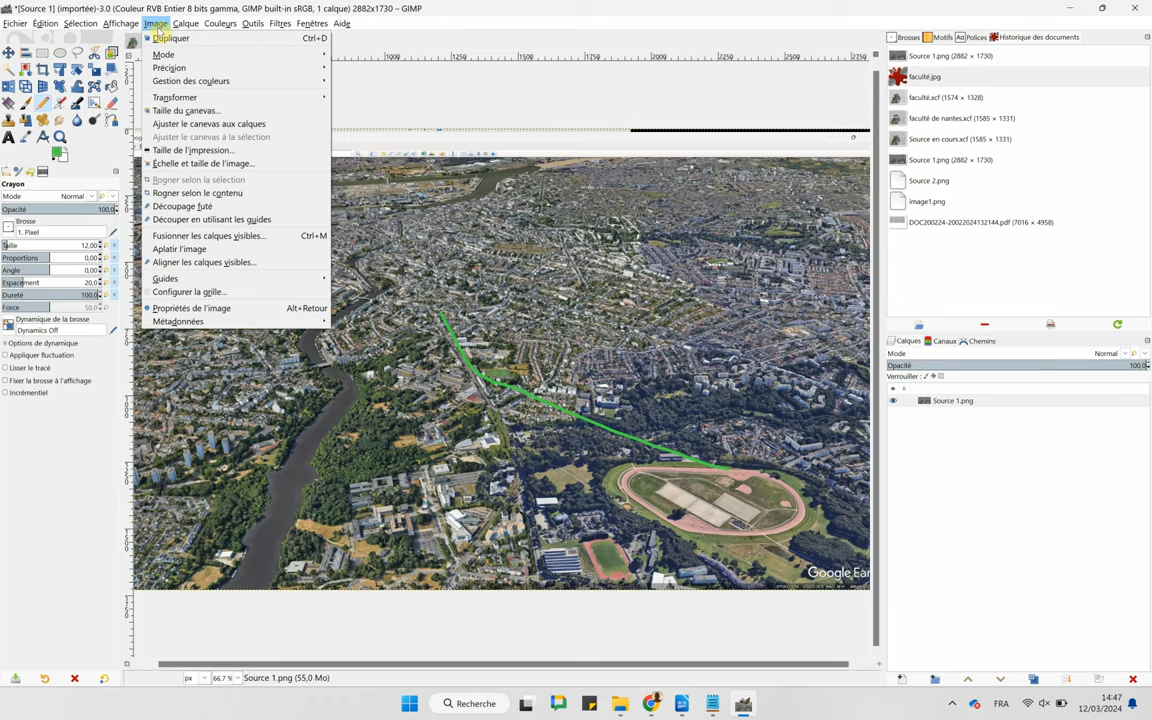 *[Source 1] (importée)-3.0 (Couleur RVB Entier 8 bits gamma, GIMP built-in sRGB, 1 calque) 2882x1730 – GIMP
Fichier Édition Sélection Affichage Image Calque Couleurs Outils Filtres Fenêtres Aide
Dupliquer Ctrl+D
Mode
Précision
Gestion des couleurs
Transformer
Taille du canevas...
Ajuster le canevas aux calques
Ajuster le canevas à la sélection
Taille de l'impression...
Échelle et taille de l'image...
Rogner selon la sélection
Rogner selon le contenu
Découpage futé
Découper en utilisant les guides
Fusionner les calques visibles... Ctrl+M
Aplatir l'image
Aligner les calques visibles...
Guides
Configurer la grille...
Propriétés de l'image Alt+Retour
Métadonnées
1000 1250 1500 1750 2000 2250 2500 2750
Crayon
Mode Normal
Opacité 100,0
Brosse
1. Pixel
Taille 12,00
Proportions 0,00
Angle 0,00
Espacement 20,0
Dureté 100,0
Force 50,0
Dynamique de la brosse
Dynamics Off
Options de dynamique
Appliquer fluctuation
Lisser le tracé
Fixer la brosse à l'affichage
Incrémentiel
Google Ear
px 66,7 % Source 1.png (55,0 Mo)
Brosses Motifs Polices Historique des documents
Source 1.png (2882 × 1730)
faculté.jpg
faculté.xcf (1574 × 1328)
faculté de nantes.xcf (1585 × 1331)
Source en cours.xcf (1585 × 1331)
Source 1.png (2882 × 1730)
Source 2.png
image1.png
DOC200224-20022024132144.pdf (7016 × 4958)
Calques Canaux Chemins
Mode Normal
Opacité 100,0
Verrouiller :
Source 1.png
Recherche
FRA
14:47
12/03/2024